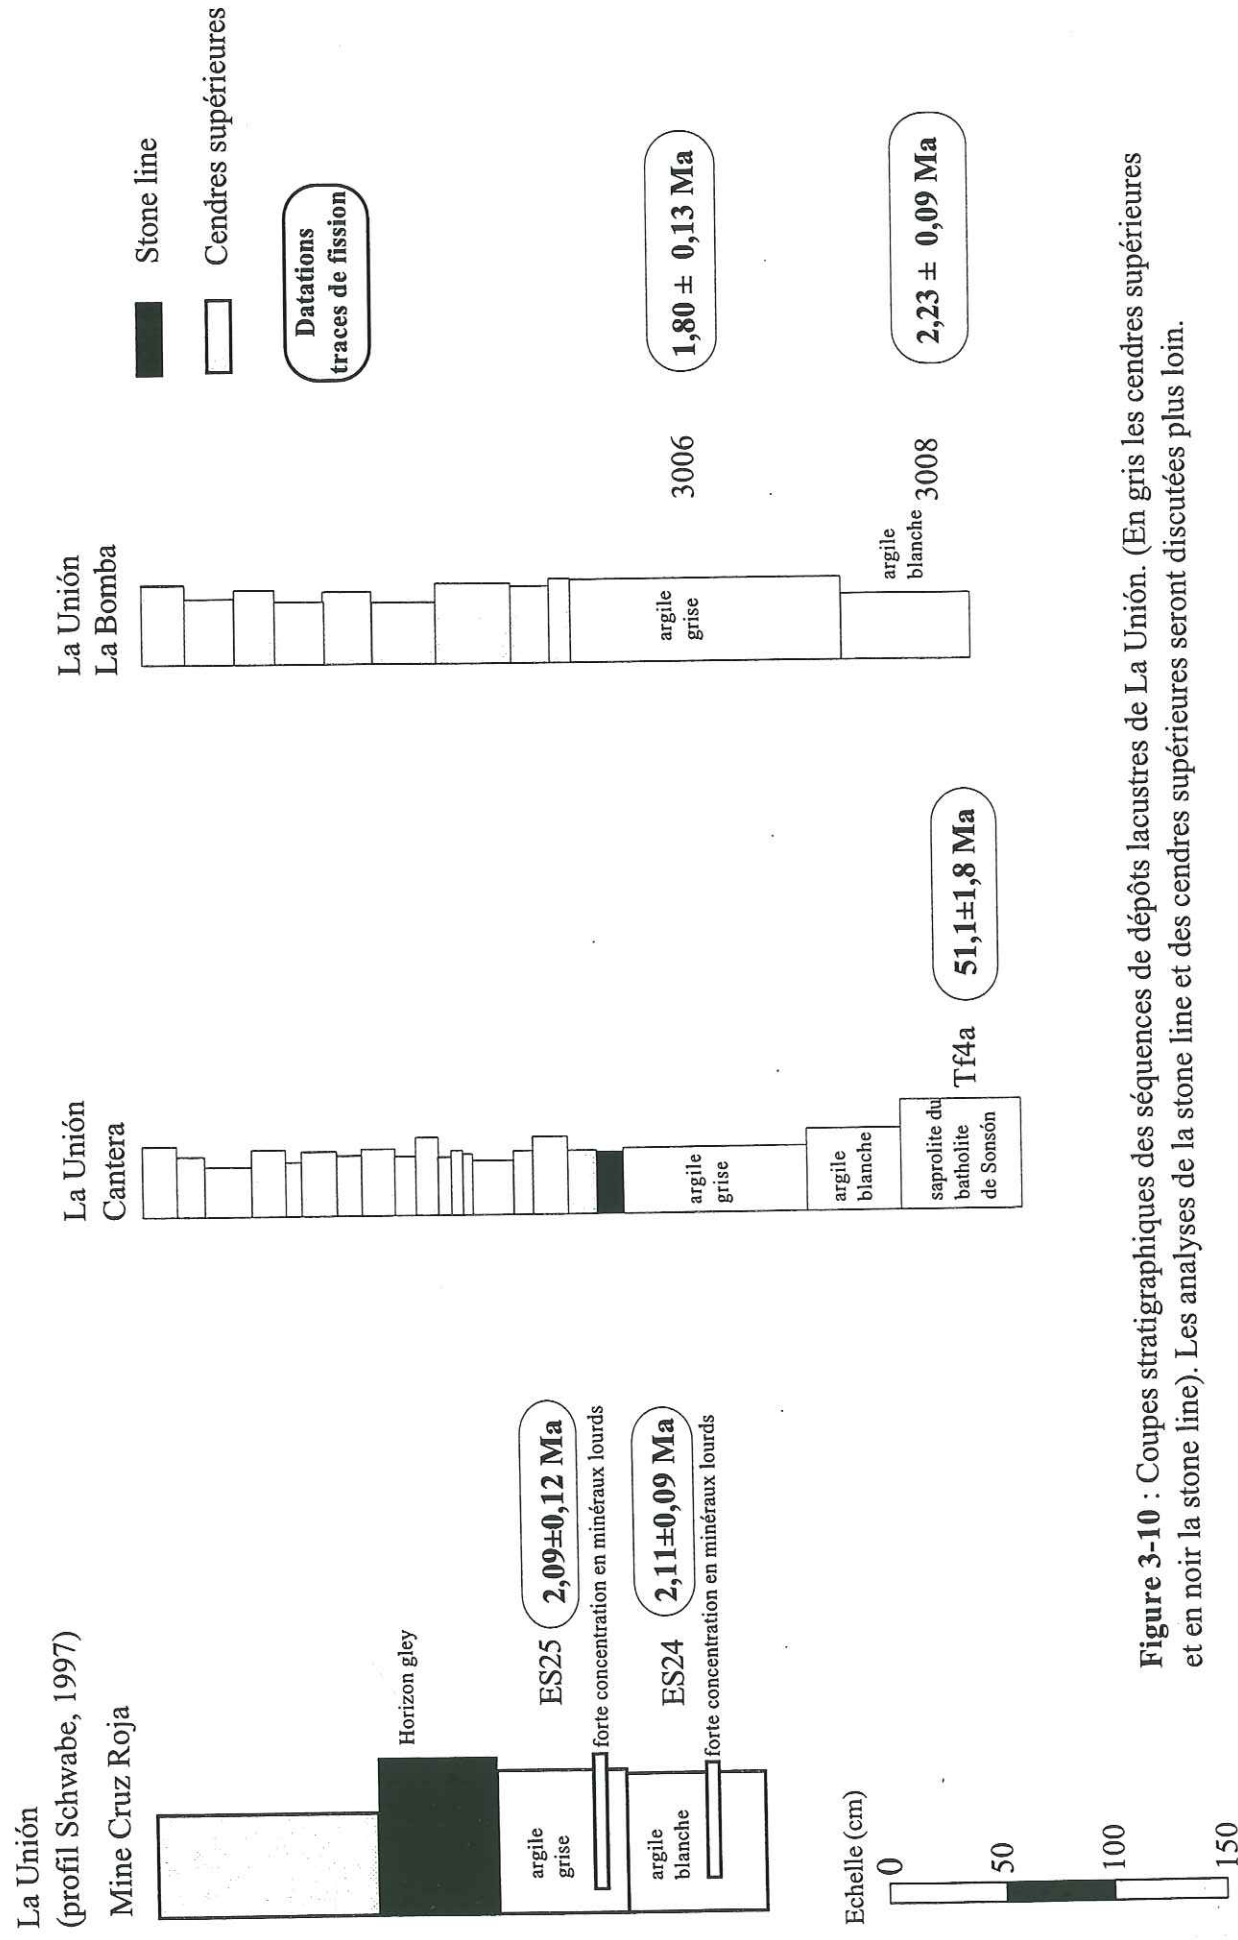 La Unión
(profil Schwabe, 1997)
Mine Cruz Roja
Horizon gley
argile
grise
ES25
2,09±0,12 Ma
forte concentration en minéraux lourds
argile
blanche
ES24
2,11±0,09 Ma
forte concentration en minéraux lourds
Echelle (cm)
0
50
100
150
La Unión
Cantera
argile
grise
argile
blanche
saprolite du
batholite
de Sonsón
Tf4a
51,1±1,8 Ma
La Unión
La Bomba
argile
grise
3006
1,80 ± 0,13 Ma
argile
blanche
3008
2,23 ± 0,09 Ma
Stone line
Cendres supérieures
Datations
traces de fission
Figure 3-10 : Coupes stratigraphiques des séquences de dépôts lacustres de La Unión. (En gris les cendres supérieures
et en noir la stone line). Les analyses de la stone line et des cendres supérieures seront discutées plus loin.